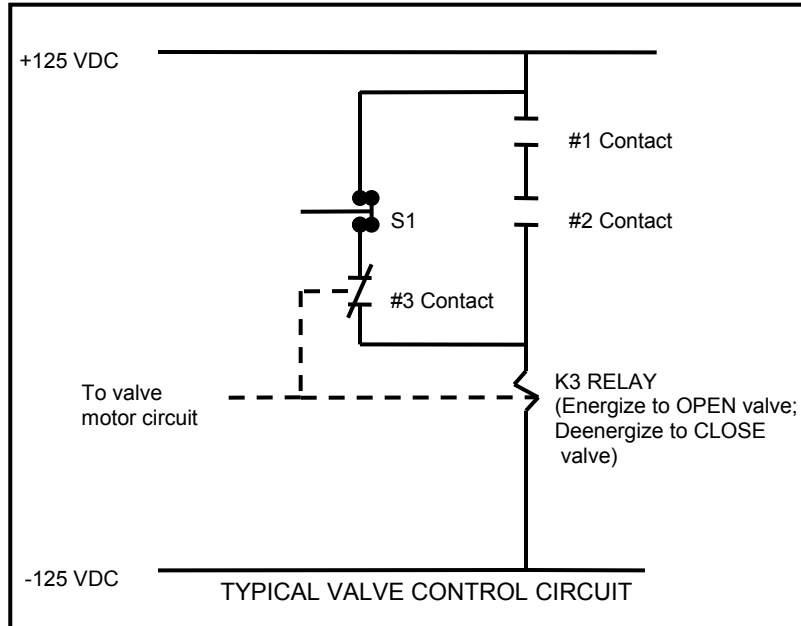 +125 VDC
#1 Contact
S1
#2 Contact
#3 Contact
To valve
motor circuit
K3 RELAY
(Energize to OPEN valve;
Deenergize to CLOSE
valve)
-125 VDC
TYPICAL VALVE CONTROL CIRCUIT